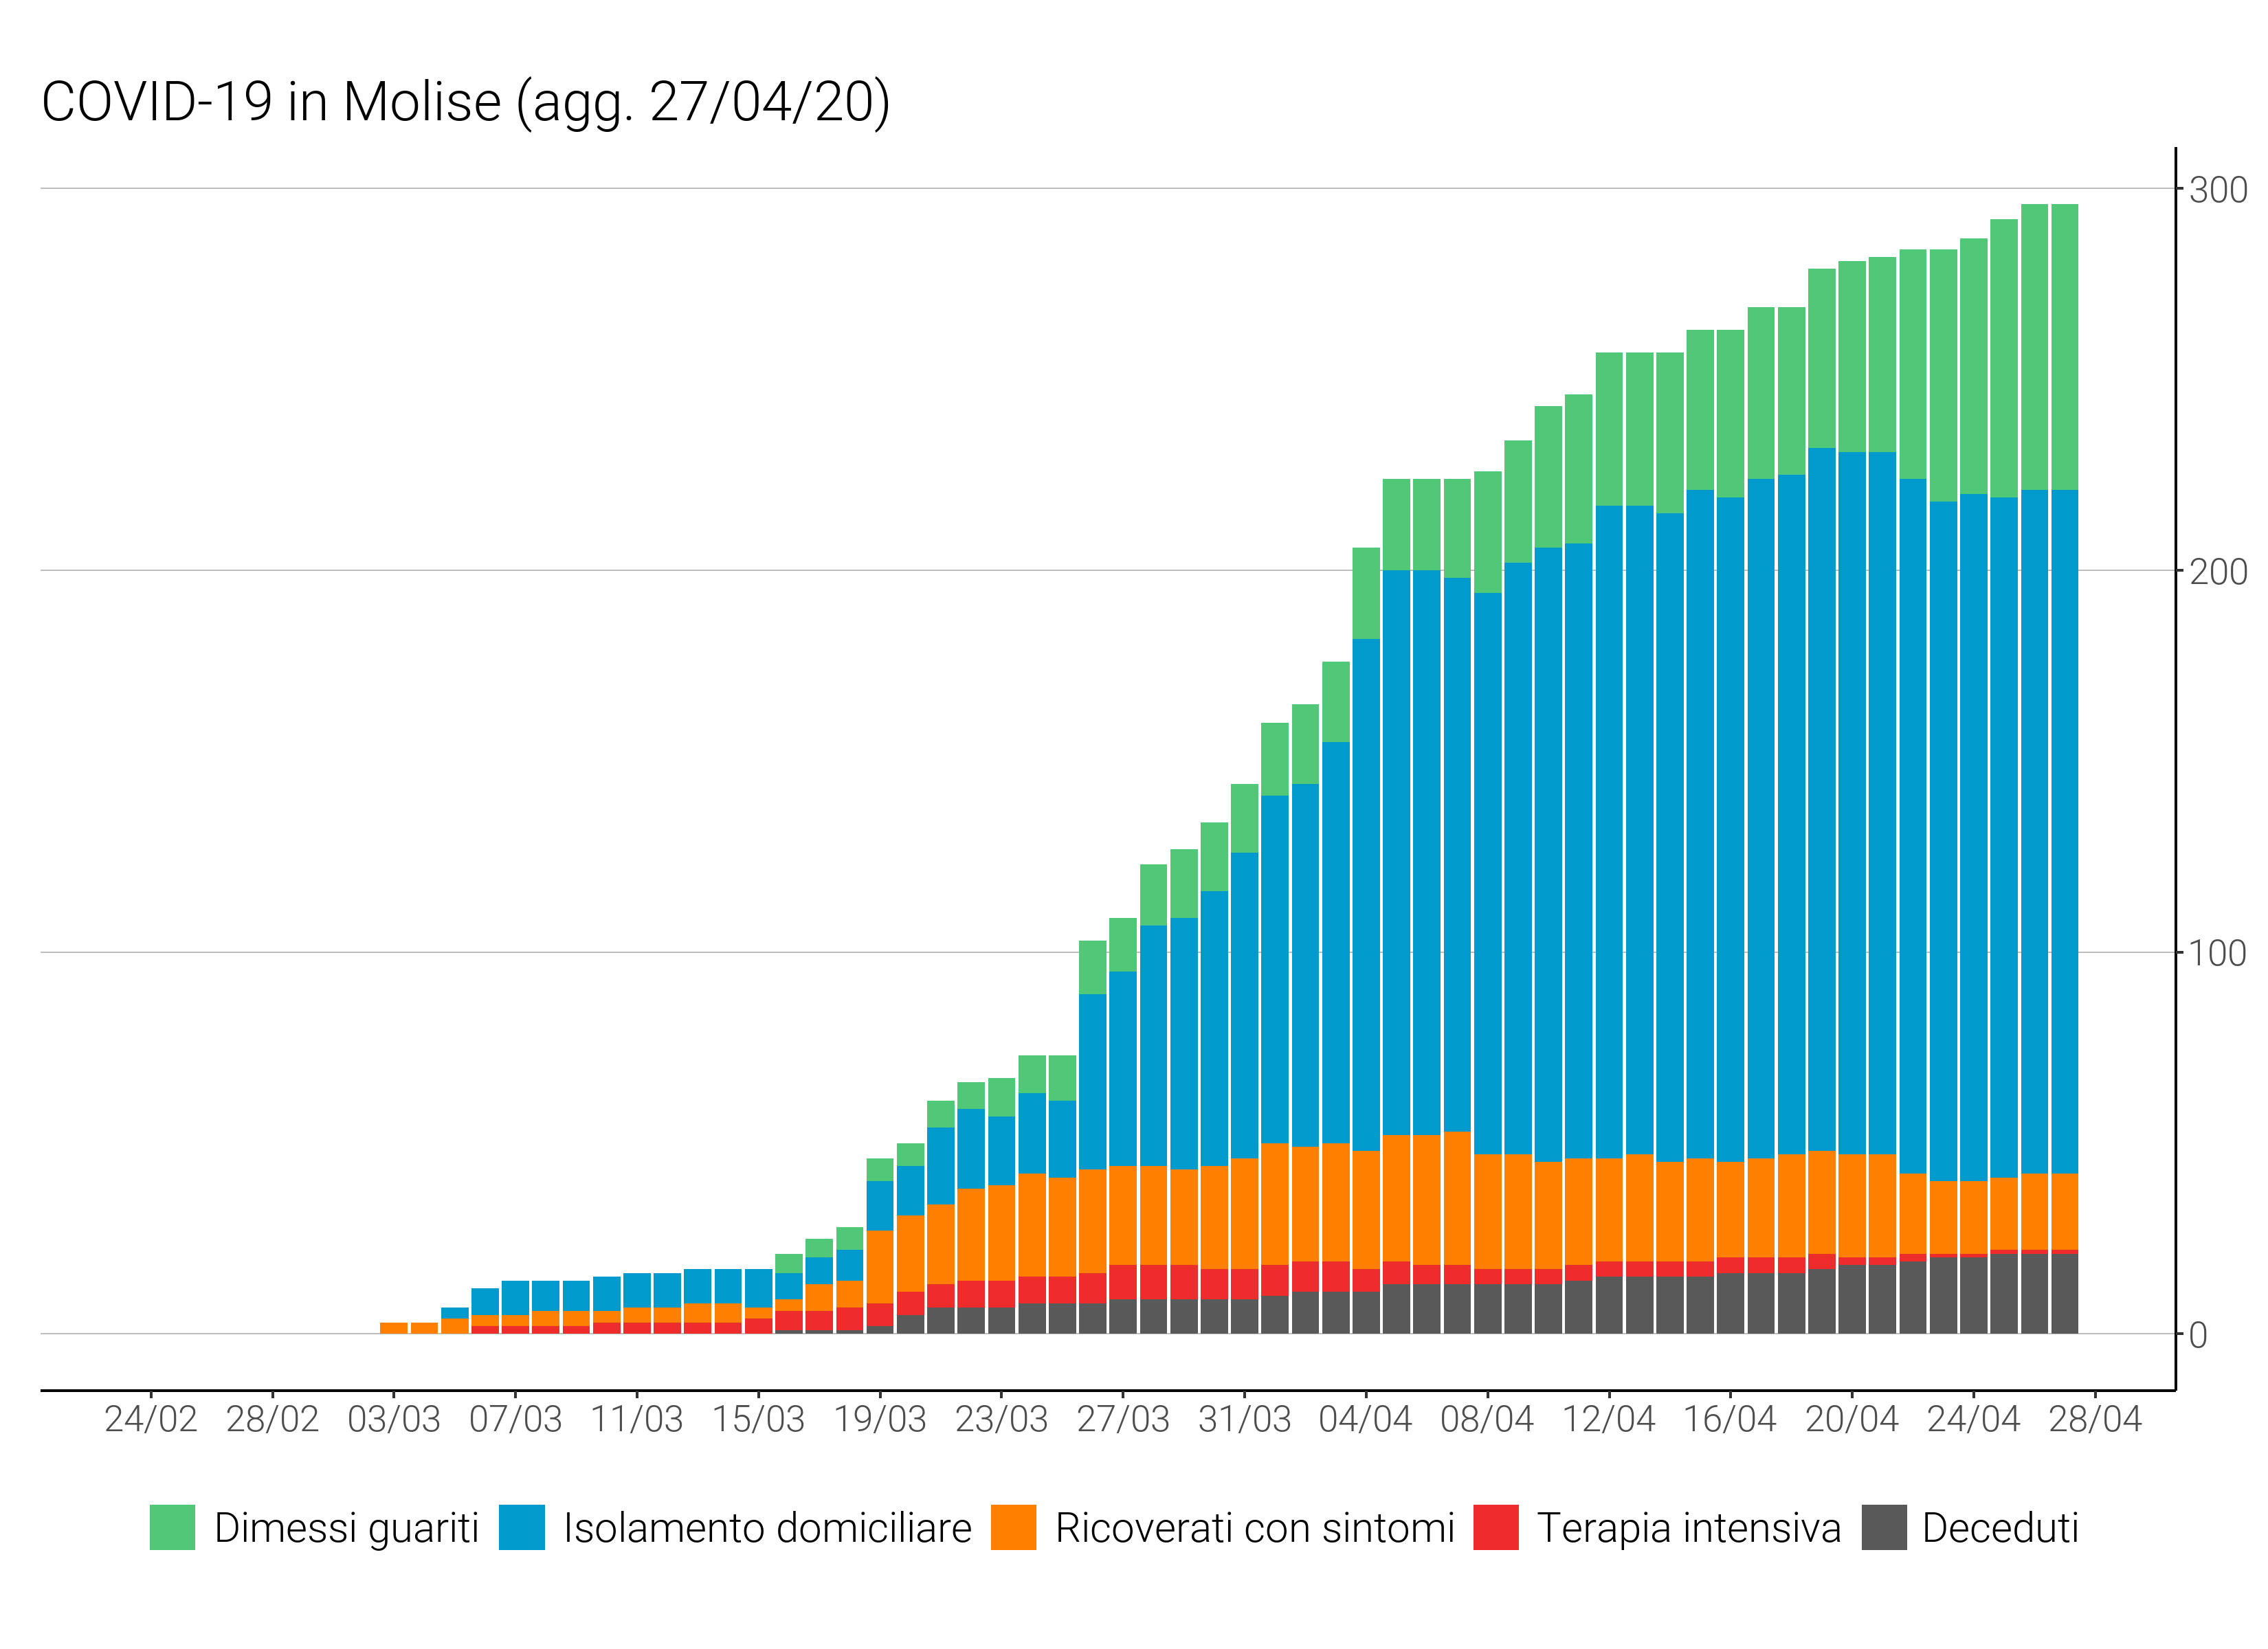 COVID-19 in Molise (agg. 27/04/20)
300
200
100
0
24/02 28/02 03/03 07/03 11/03 15/03 19/03 23/03 27/03 31/03 04/04 08/04 12/04 16/04 20/04 24/04 28/04
Dimessi guariti Isolamento domiciliare Ricoverati con sintomi Terapia intensiva Deceduti